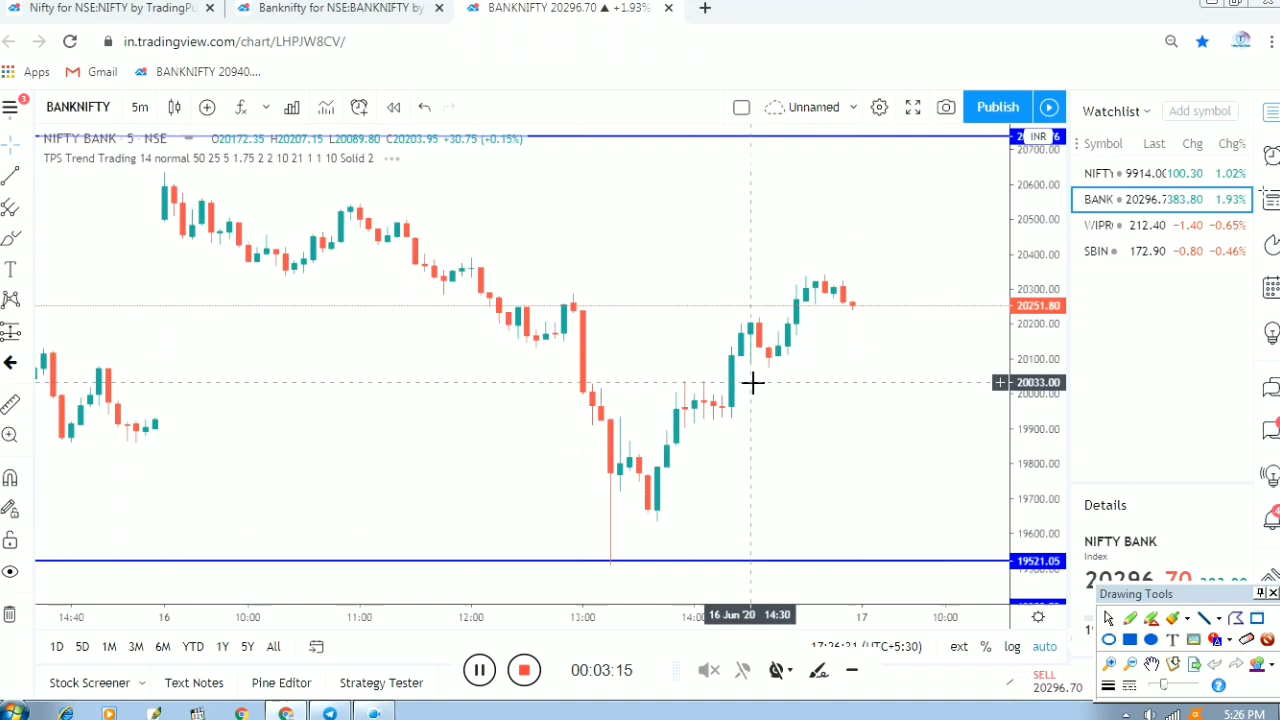 Nifty for NSE:NIFTY by TradingPu
Banknifty for NSE:BANKNIFTY by
BANKNIFTY 20296.70 ▲ +1.93%
in.tradingview.com/chart/LHPJW8CV/
Apps
Gmail
BANKNIFTY 20940....
3
BANKNIFTY
5m
Unnamed
Publish
Watchlist
Add symbol
NIFTY BANK · 5 · NSE
O20172.35 H20207.15 L20089.80 C20203.95 +30.75 (+0.15%)
INR
TPS Trend Trading 14 normal 50 25 5 1.75 2 2 10 21 1 1 10 Solid 2
Symbol Last Chg Chg%
NIFTY 9914.00 100.30 1.02%
BANK 20296.7 383.80 1.93%
WIPR 212.40 −1.40 −0.65%
SBIN 172.90 −0.80 −0.46%
20700.00
20600.00
20500.00
20400.00
20300.00
20251.80
20200.00
20100.00
20033.00
20000.00
19900.00
19800.00
19700.00
19600.00
19521.05
Details
NIFTY BANK
Index
20296.70
Drawing Tools
14:40 16 10:00 11:00 12:00 13:00 14:00 16 Jun '20 14:30 17 10:00
1D 5D 1M 3M 6M YTD 1Y 5Y All
(UTC+5:30)
ext % log auto
Stock Screener
Text Notes
Pine Editor
Strategy Tester
00:03:15
SELL
20296.70
5:26 PM